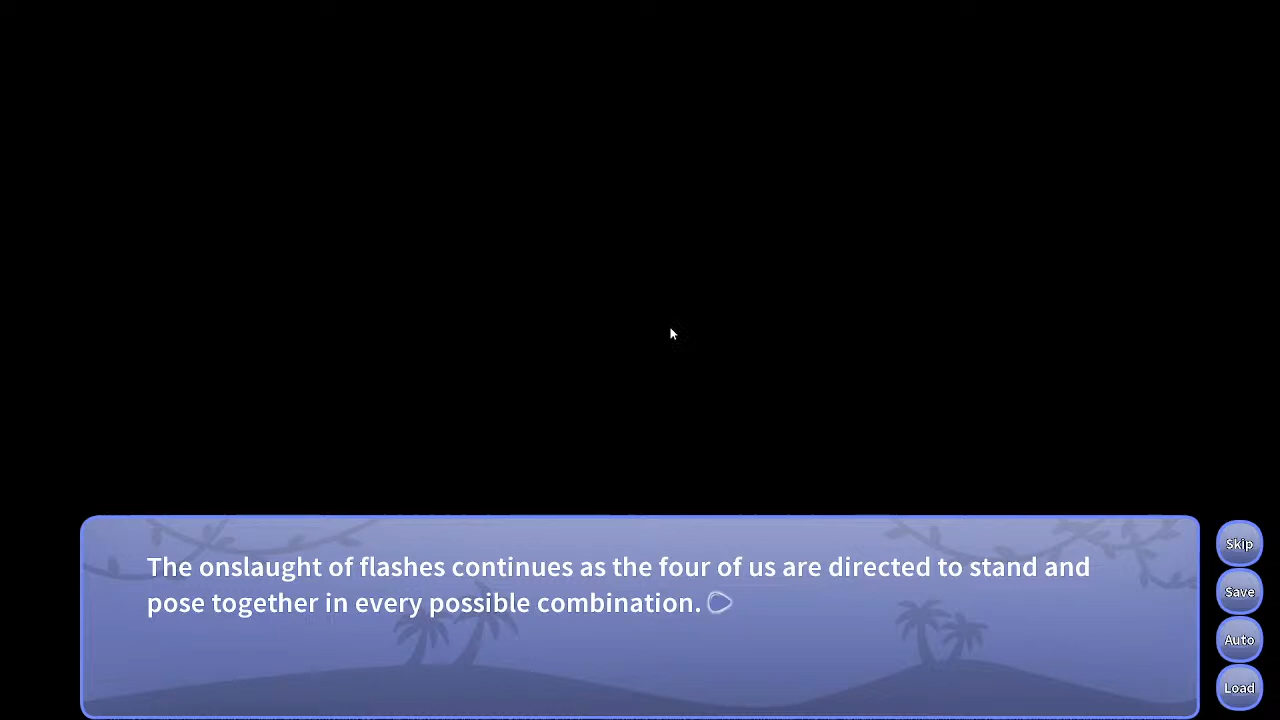 The onslaught of flashes continues as the four of us are directed to stand and
pose together in every possible combination.
Skip
Save
Auto
Load